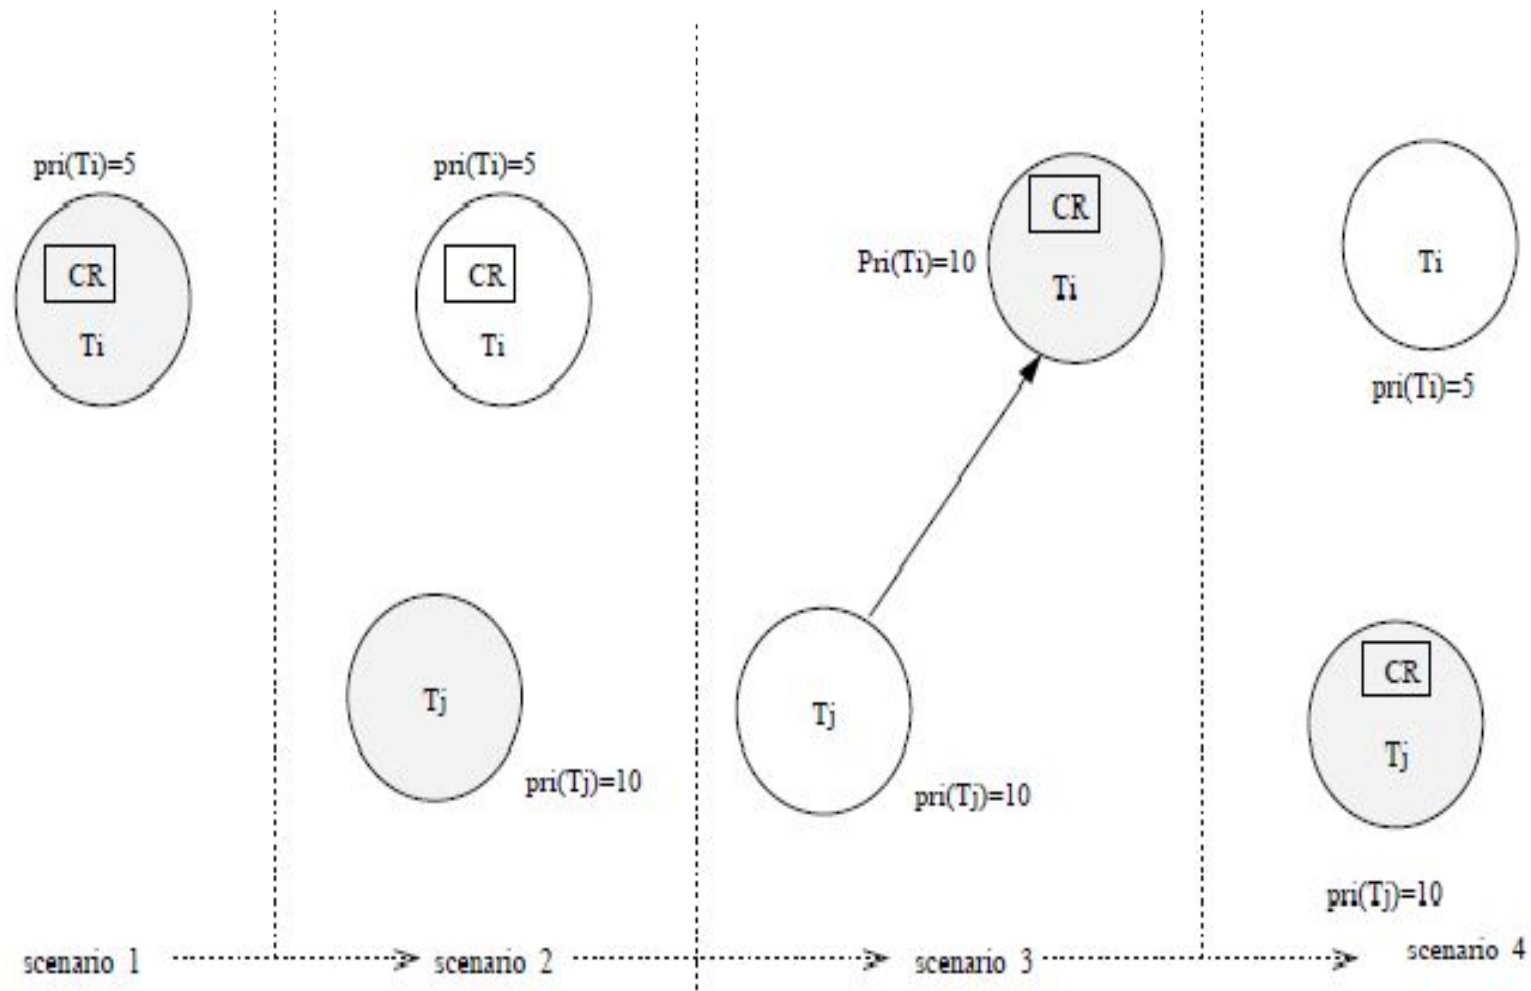 pri(Ti)=5
CR
Ti
scenario 1
pri(Ti)=5
CR
Ti
Tj
pri(Tj)=10
scenario 2
CR
Pri(Ti)=10
Ti
Tj
pri(Tj)=10
scenario 3
Ti
pri(Ti)=5
CR
Tj
pri(Tj)=10
scenario 4